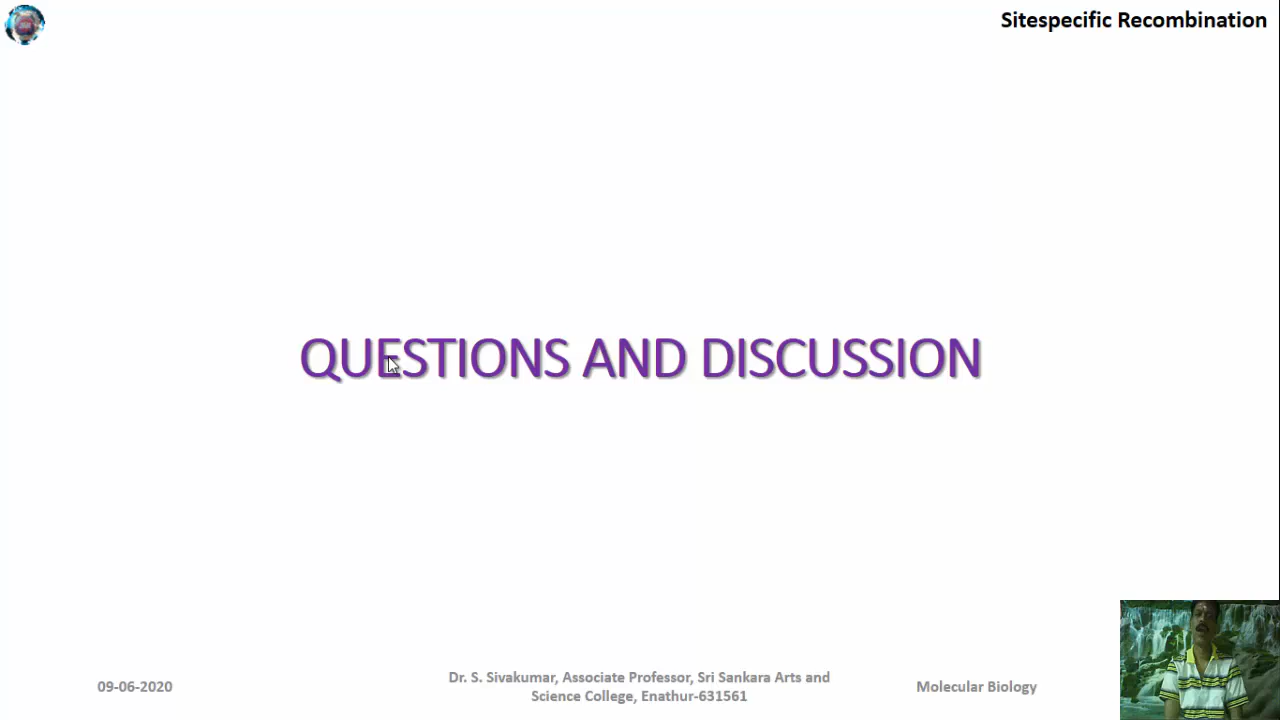 Sitespecific Recombination
QUESTIONS AND DISCUSSION
09-06-2020
Dr. S. Sivakumar, Associate Professor, Sri Sankara Arts and
Science College, Enathur-631561
Molecular Biology